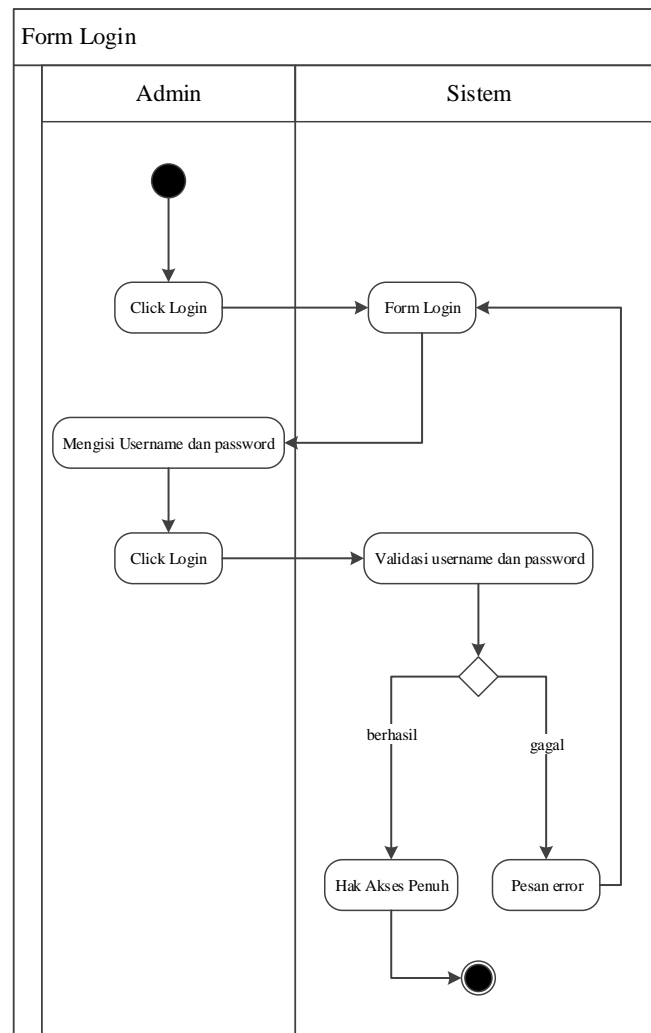 Form Login
Admin
Sistem
Click Login
Form Login
Mengisi Username dan password
Click Login
Validasi username dan password
berhasil
gagal
Hak Akses Penuh
Pesan error